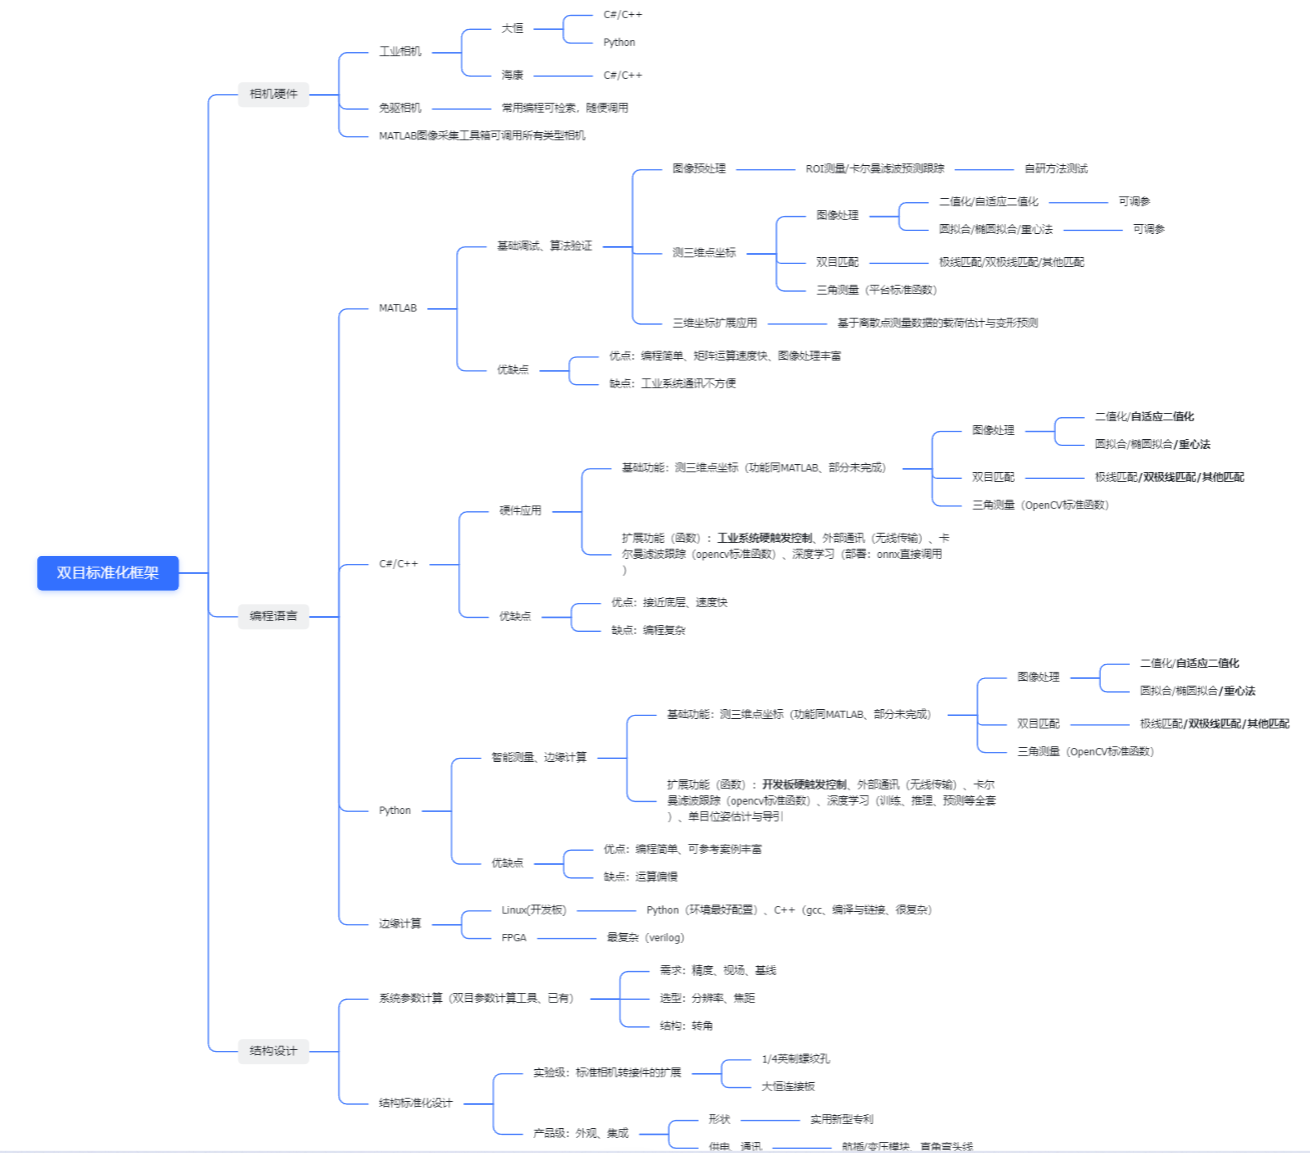 双目标准化框架
相机硬件
工业相机
大恒
C#/C++
Python
海康
C#/C++
免驱相机
常用编程可检索，随便调用
MATLAB图像采集工具箱可调用所有类型相机
编程语言
MATLAB
基础调试、算法验证
图像预处理
ROI测量/卡尔曼滤波预测跟踪
自研方法测试
测三维点坐标
图像处理
二值化/自适应二值化
可调参
圆拟合/椭圆拟合/重心法
可调参
双目匹配
极线匹配/双极线匹配/其他匹配
三角测量（平台标准函数）
三维坐标扩展应用
基于离散点测量数据的载荷估计与变形预测
优缺点
优点：编程简单、矩阵运算速度快、图像处理丰富
缺点：工业系统通讯不方便
C#/C++
硬件应用
基础功能：测三维点坐标（功能同MATLAB、部分未完成）
图像处理
二值化/自适应二值化
圆拟合/椭圆拟合/重心法
双目匹配
极线匹配/双极线匹配/其他匹配
三角测量（OpenCV标准函数）
扩展功能（函数）：工业系统硬触发控制、外部通讯（无线传输）、卡
尔曼滤波跟踪（opencv标准函数）、深度学习（部署：onnx直接调用
）
优缺点
优点：接近底层、速度快
缺点：编程复杂
Python
智能测量、边缘计算
基础功能：测三维点坐标（功能同MATLAB、部分未完成）
图像处理
二值化/自适应二值化
圆拟合/椭圆拟合/重心法
双目匹配
极线匹配/双极线匹配/其他匹配
三角测量（OpenCV标准函数）
扩展功能（函数）：开发板硬触发控制、外部通讯（无线传输）、卡尔
曼滤波跟踪（opencv标准函数）、深度学习（训练、推理、预测等全套
）、单目位姿估计与导引
优缺点
优点：编程简单、可参考案例丰富
缺点：运算偏慢
边缘计算
Linux(开发板)
Python（环境最好配置）、C++（gcc、编译与链接、很复杂）
FPGA
最复杂（verilog）
结构设计
系统参数计算（双目参数计算工具、已有）
需求：精度、视场、基线
选型：分辨率、焦距
结构：转角
结构标准化设计
实验级：标准相机转接件的扩展
1/4英制螺纹孔
大恒连接板
产品级：外观、集成
形状
实用新型专利
供电、通讯
航插/变压模块、直角弯头线